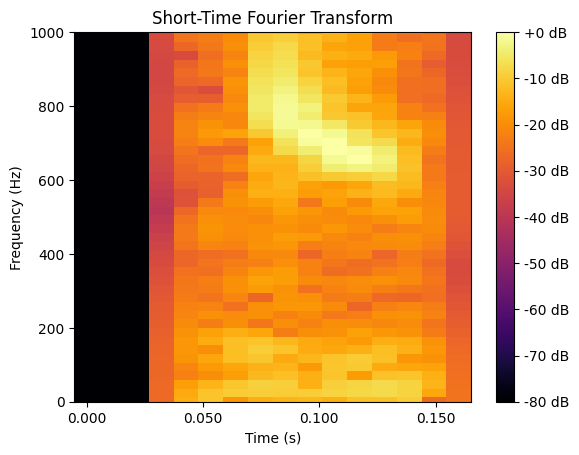 Short-Time Fourier Transform
1000
800
600
400
200
0
Frequency (Hz)
0.000
0.050
0.100
0.150
Time (s)
+0 dB
-10 dB
-20 dB
-30 dB
-40 dB
-50 dB
-60 dB
-70 dB
-80 dB